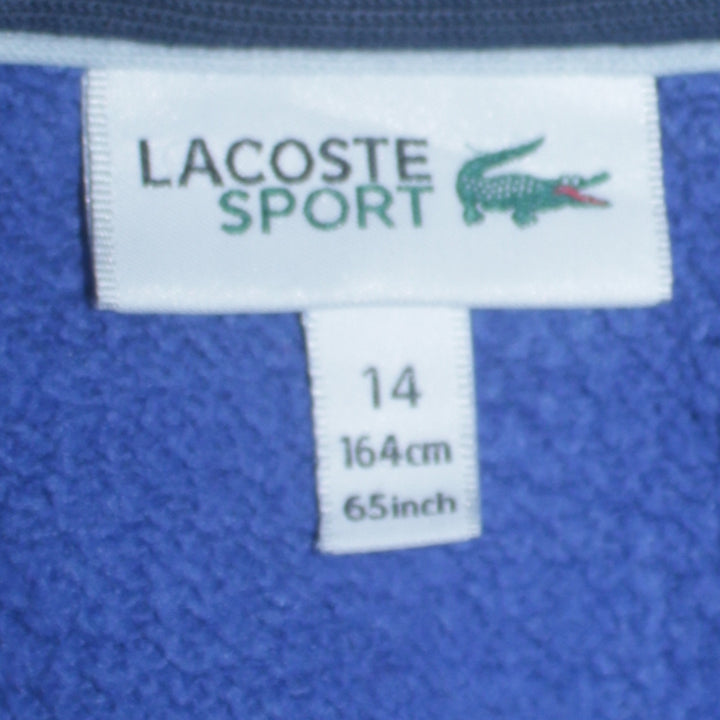 LACOSTE
SPORT
14
164cm
65inch